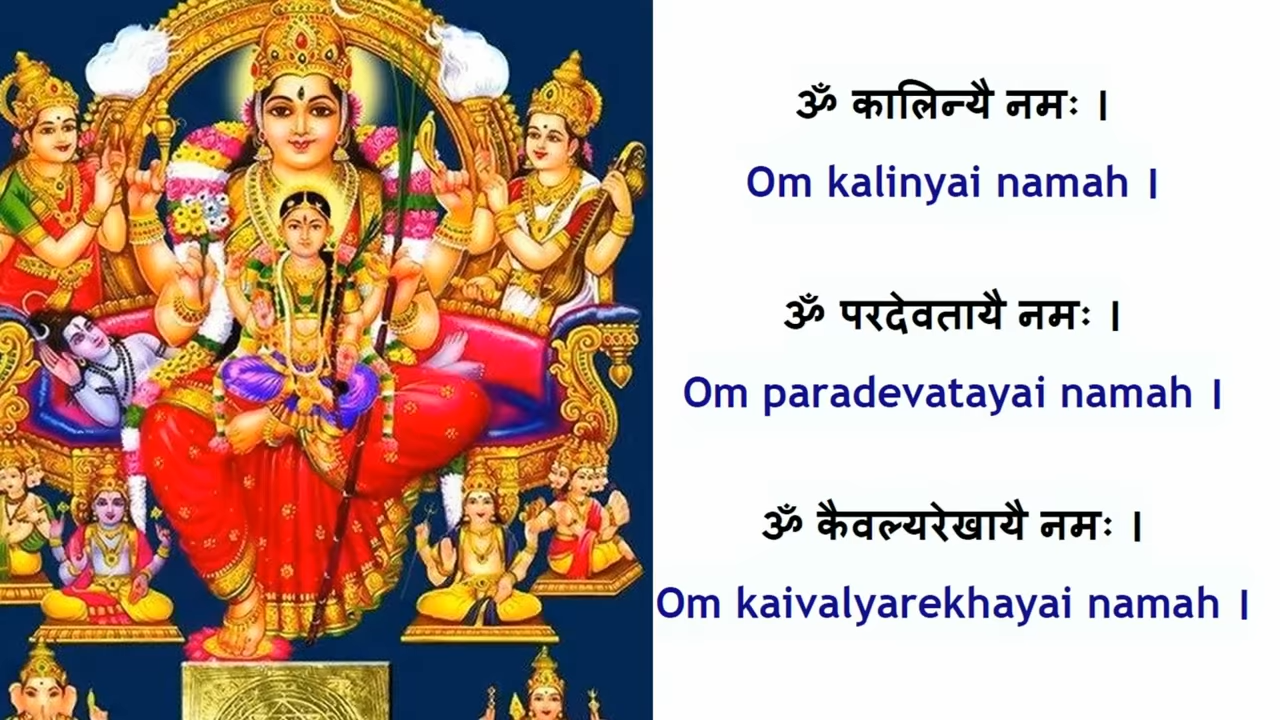 ॐ कालिन्यै नमः ।
Om kalinyai namah ।
ॐ परदेवतायै नमः ।
Om paradevatayai namah ।
ॐ कैवल्यरेखायै नमः ।
Om kaivalyarekhayai namah ।